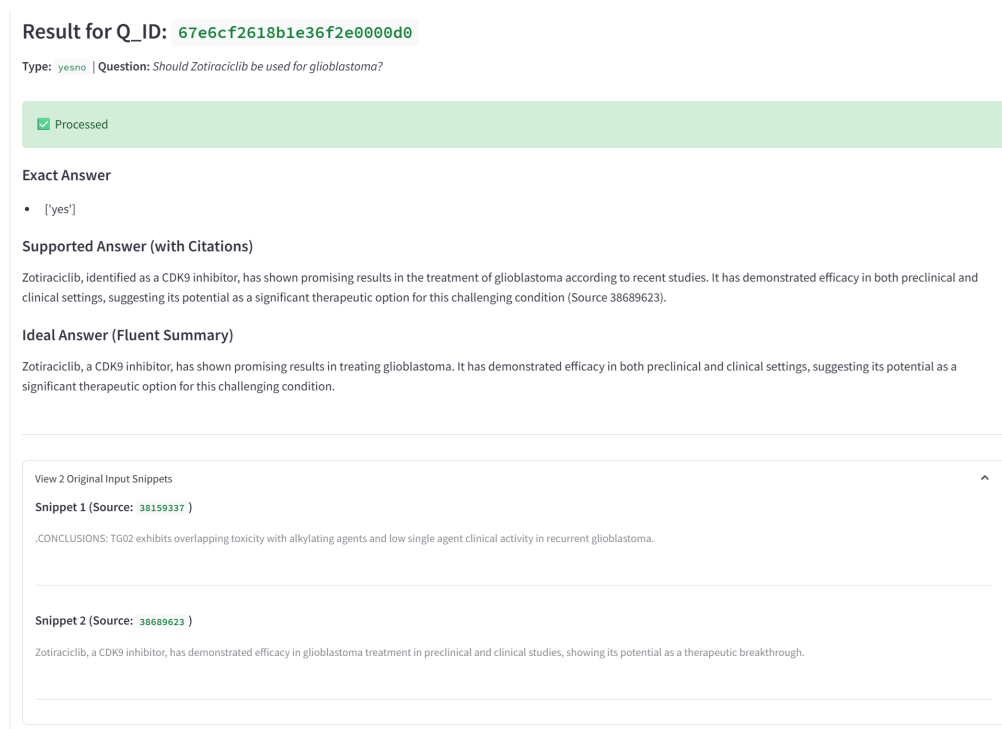 Result for Q_ID: 67e6cf2618b1e36f2e0000d0
Type: yesno | Question: Should Zotiraciclib be used for glioblastoma?
✅ Processed
Exact Answer
• ['yes']
Supported Answer (with Citations)
Zotiraciclib, identified as a CDK9 inhibitor, has shown promising results in the treatment of glioblastoma according to recent studies. It has demonstrated efficacy in both preclinical and
clinical settings, suggesting its potential as a significant therapeutic option for this challenging condition (Source 38689623).
Ideal Answer (Fluent Summary)
Zotiraciclib, a CDK9 inhibitor, has shown promising results in treating glioblastoma. It has demonstrated efficacy in both preclinical and clinical settings, suggesting its potential as a
significant therapeutic option for this challenging condition.
View 2 Original Input Snippets
Snippet 1 (Source: 38159337 )
.CONCLUSIONS: TG02 exhibits overlapping toxicity with alkylating agents and low single agent clinical activity in recurrent glioblastoma.
Snippet 2 (Source: 38689623 )
Zotiraciclib, a CDK9 inhibitor, has demonstrated efficacy in glioblastoma treatment in preclinical and clinical studies, showing its potential as a therapeutic breakthrough.